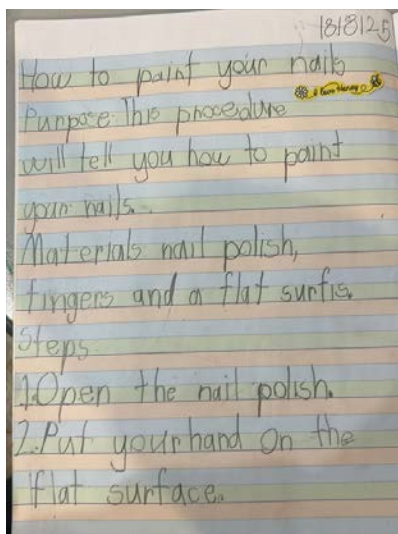 18/8/25
How to paint your nails
Purpose: This procedure
will tell you how to paint
your nails.
Materials nail polish,
fingers and a flat surfis.
Steps
1. Open the nail polish.
2. Put your hand on the
flat surface.